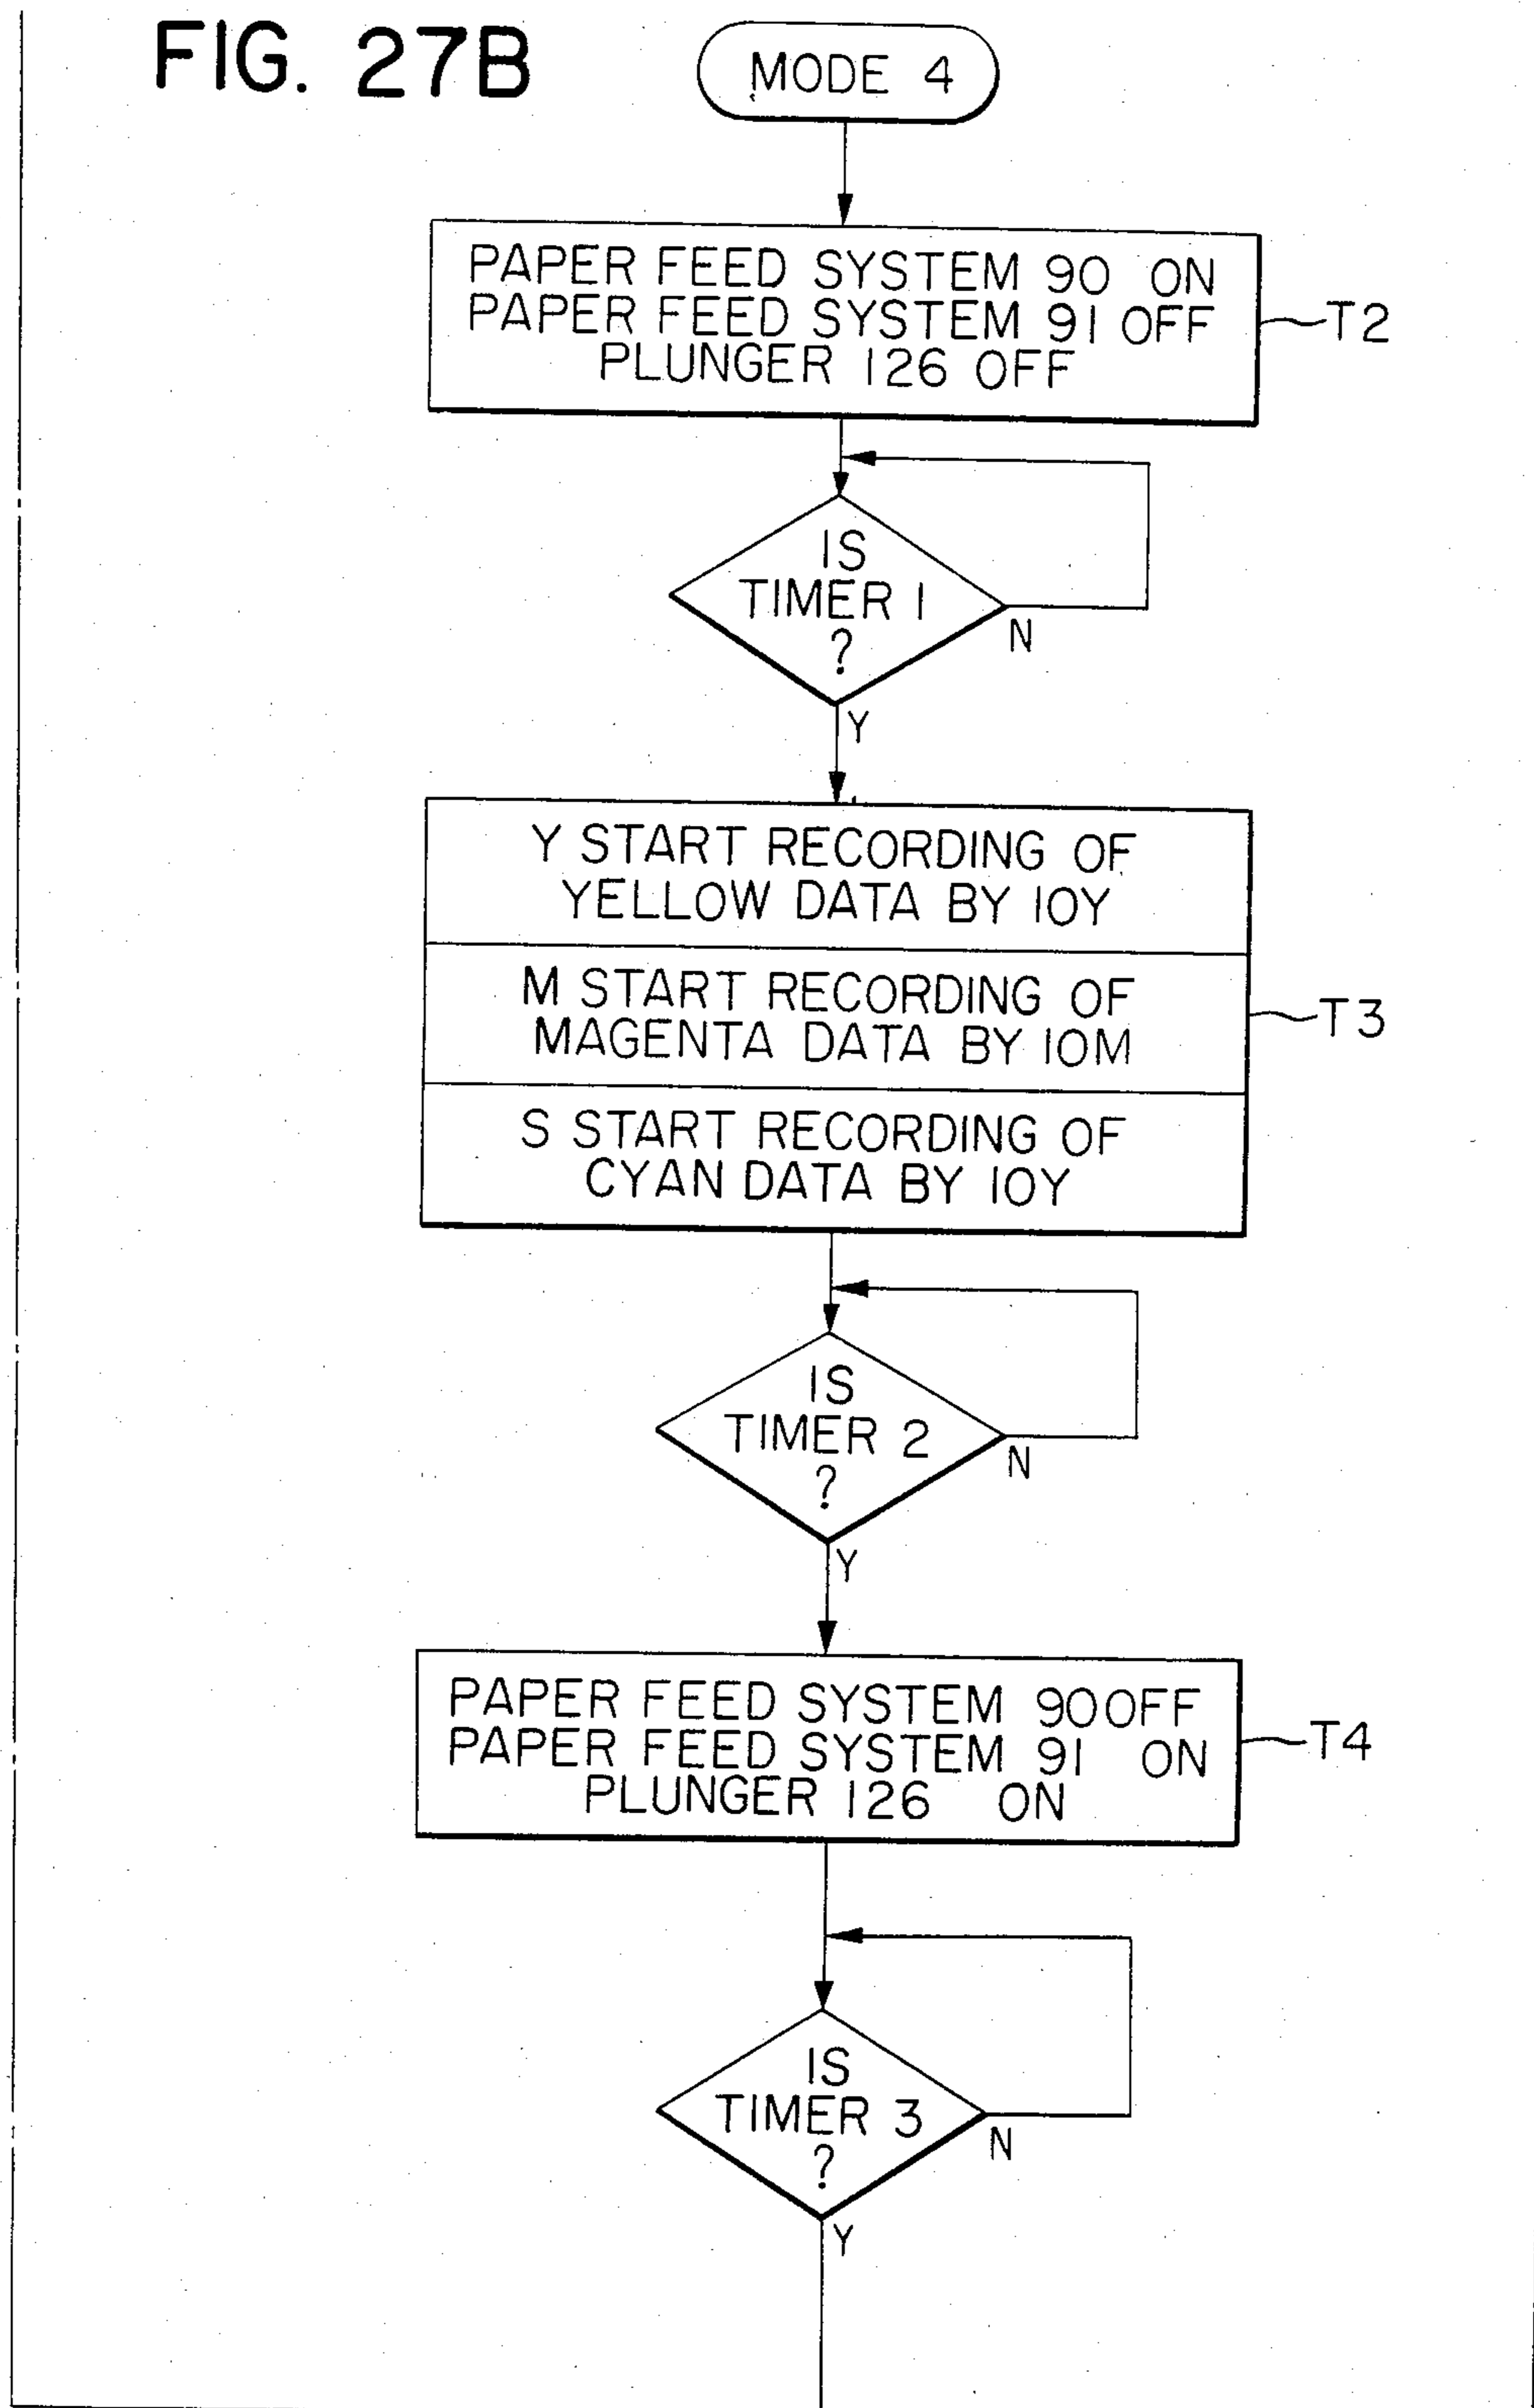 FIG. 27B
MODE 4
PAPER FEED SYSTEM 90 ON
PAPER FEED SYSTEM 91 OFF
PLUNGER 126 OFF
T2
IS
TIMER 1
?
N
Y
Y START RECORDING OF
YELLOW DATA BY 10Y
M START RECORDING OF
MAGENTA DATA BY 10M
S START RECORDING OF
CYAN DATA BY 10Y
T3
IS
TIMER 2
?
N
Y
PAPER FEED SYSTEM 90 OFF
PAPER FEED SYSTEM 91 ON
PLUNGER 126 ON
T4
IS
TIMER 3
?
N
Y